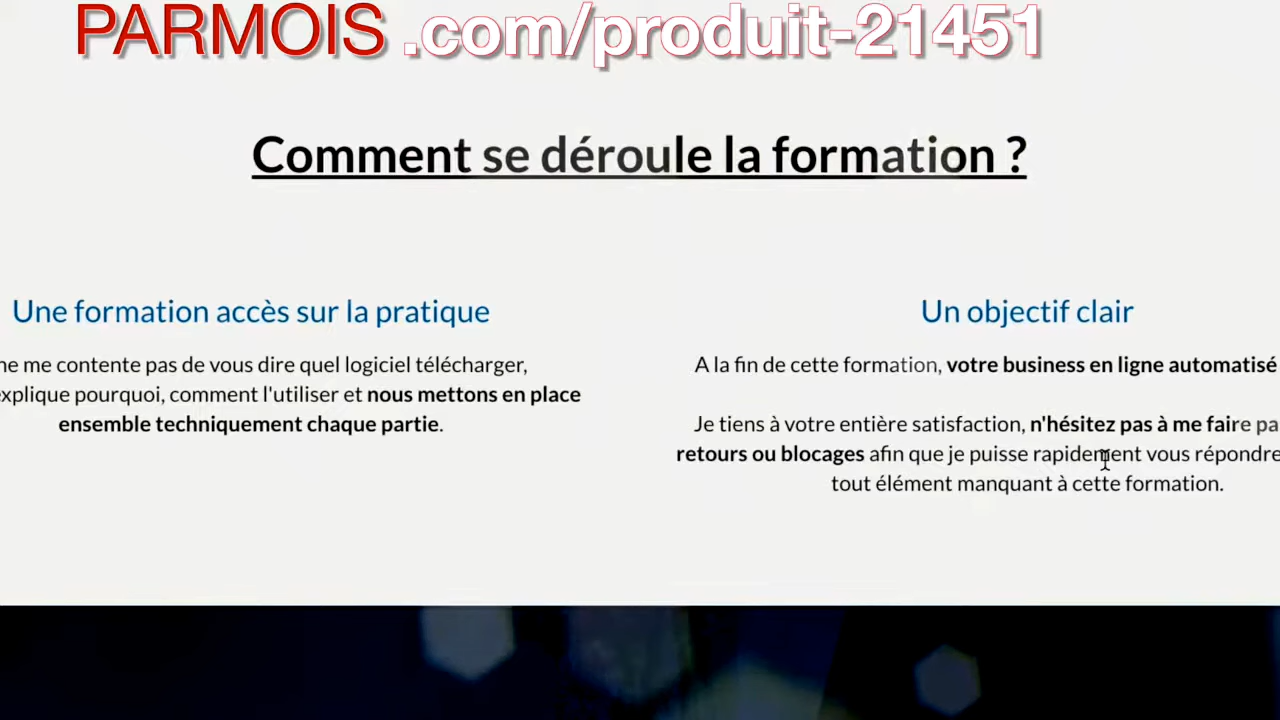 PARMOIS .com/produit-21451
Comment se déroule la formation ?
Une formation accès sur la pratique
ne me contente pas de vous dire quel logiciel télécharger,
explique pourquoi, comment l'utiliser et nous mettons en place
ensemble techniquement chaque partie.
Un objectif clair
A la fin de cette formation, votre business en ligne automatisé
Je tiens à votre entière satisfaction, n'hésitez pas à me faire pa
retours ou blocages afin que je puisse rapidement vous répondre
tout élément manquant à cette formation.